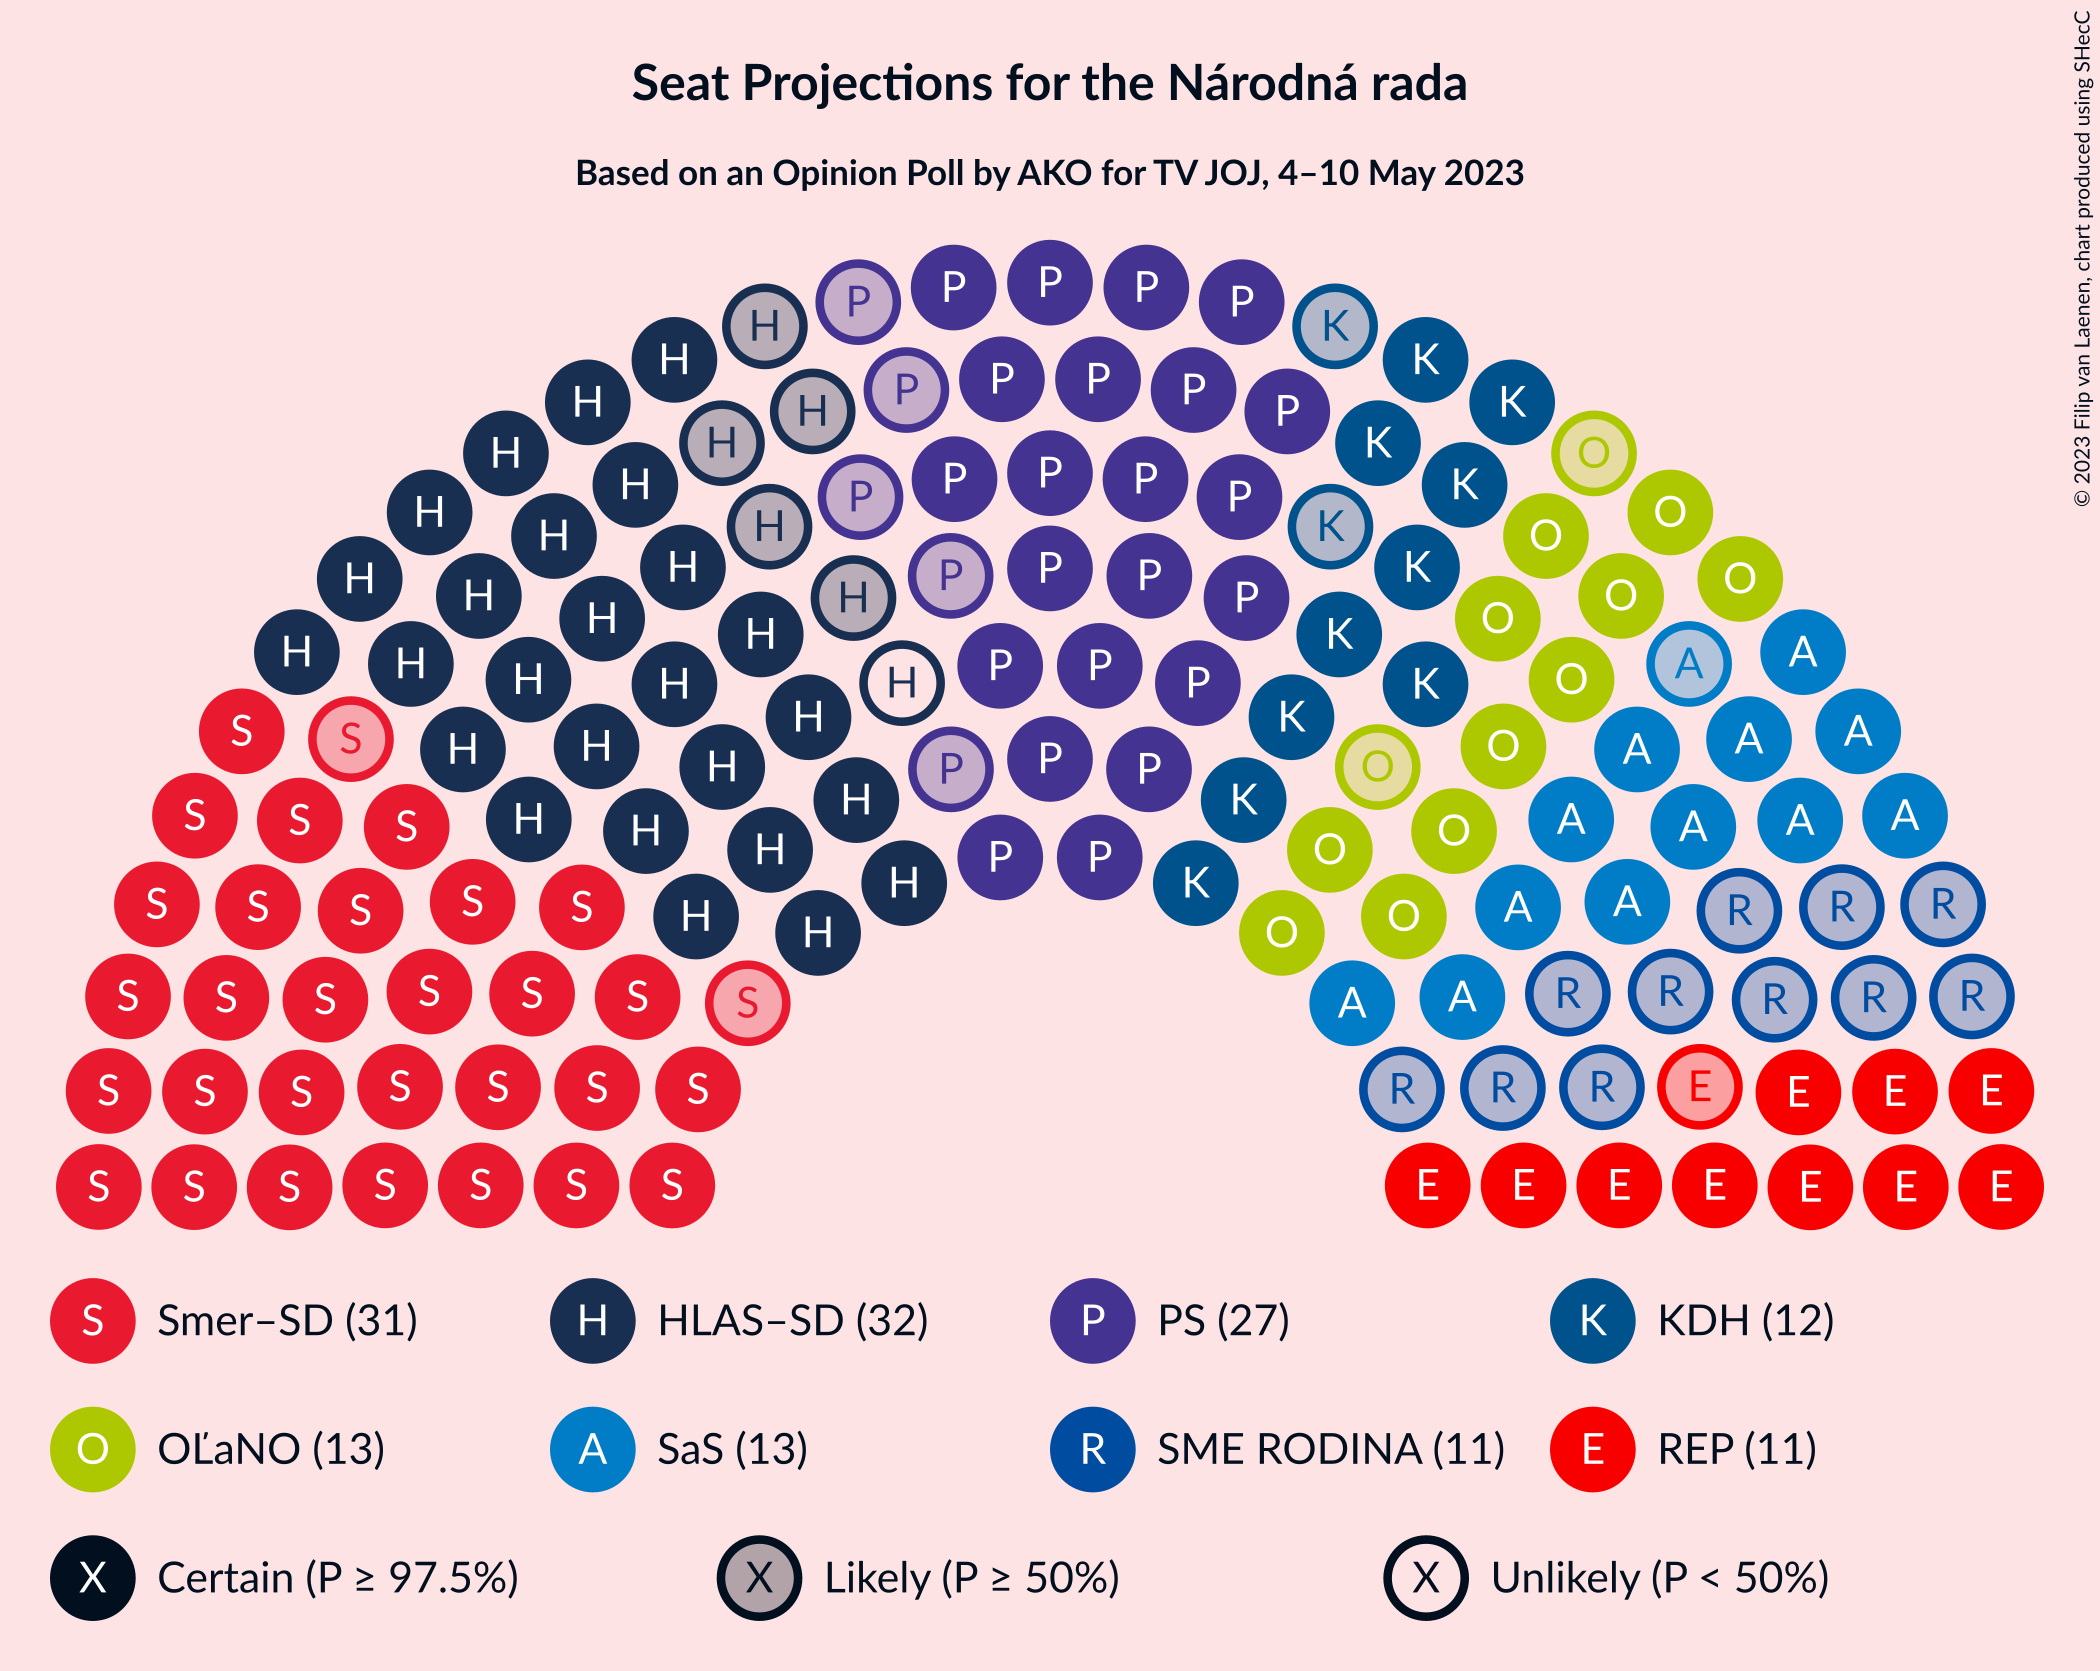 Seat Projections for the Národná rada
Based on an Opinion Poll by AKO for TV JOJ, 4–10 May 2023
© 2023 Filip van Laenen, chart produced using SHecC
P P P P P
H H K K
H K K
P P P P P
H H O
H H K K
H P P P P O
H H H P K K O O
H H P P P P O O
H H H H H P K K O O A
H H H H H P P P K K O A
S S H H H H H P P P K O O A A A
S S S H H H H P P K O O A A A A
S S S S S H H H K O O A A R R R
S S S S S S S A A R R R R R
S S S S S S S R R R E E E E
S S S S S S S E E E E E E E
S Smer–SD (31) H HLAS–SD (32) P PS (27) K KDH (12)
O OĽaNO (13) A SaS (13) R SME RODINA (11) E REP (11)
X Certain (P ≥ 97.5%) X Likely (P ≥ 50%) X Unlikely (P < 50%)